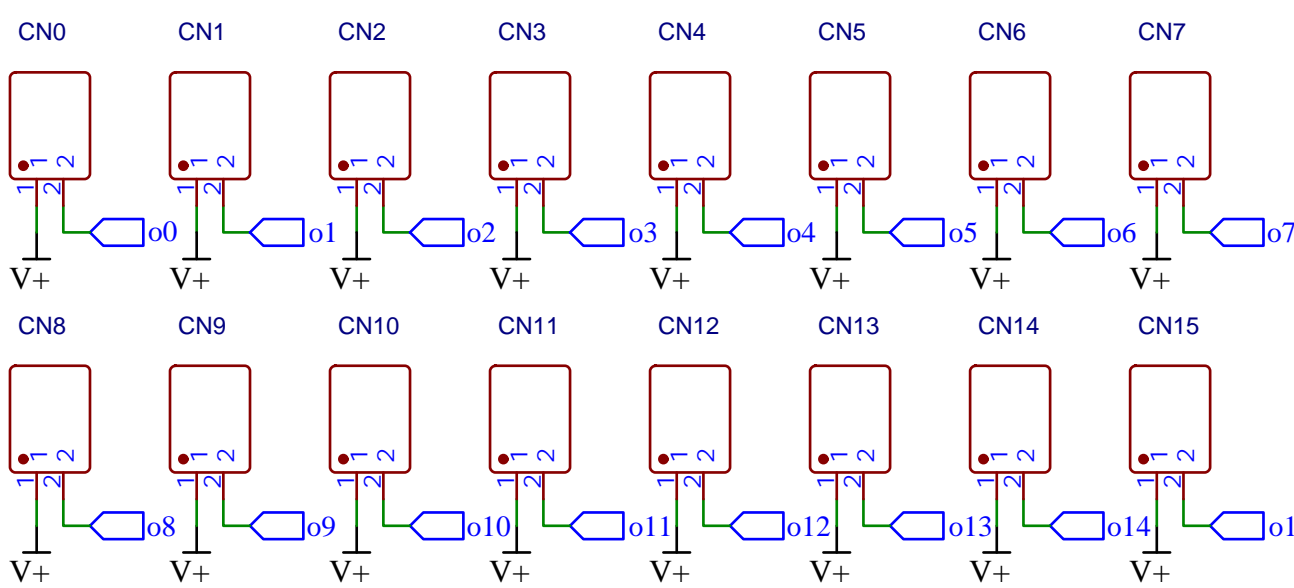 CN0 CN1 CN2 CN3 CN4 CN5 CN6 CN7
1 2 1 2 1 2 1 2 1 2 1 2 1 2 1 2
1 2 1 2 1 2 1 2 1 2 1 2 1 2 1 2
o0 o1 o2 o3 o4 o5 o6 o7
V+ V+ V+ V+ V+ V+ V+ V+
CN8 CN9 CN10 CN11 CN12 CN13 CN14 CN15
1 2 1 2 1 2 1 2 1 2 1 2 1 2 1 2
1 2 1 2 1 2 1 2 1 2 1 2 1 2 1 2
o8 o9 o10 o11 o12 o13 o14 o1
V+ V+ V+ V+ V+ V+ V+ V+